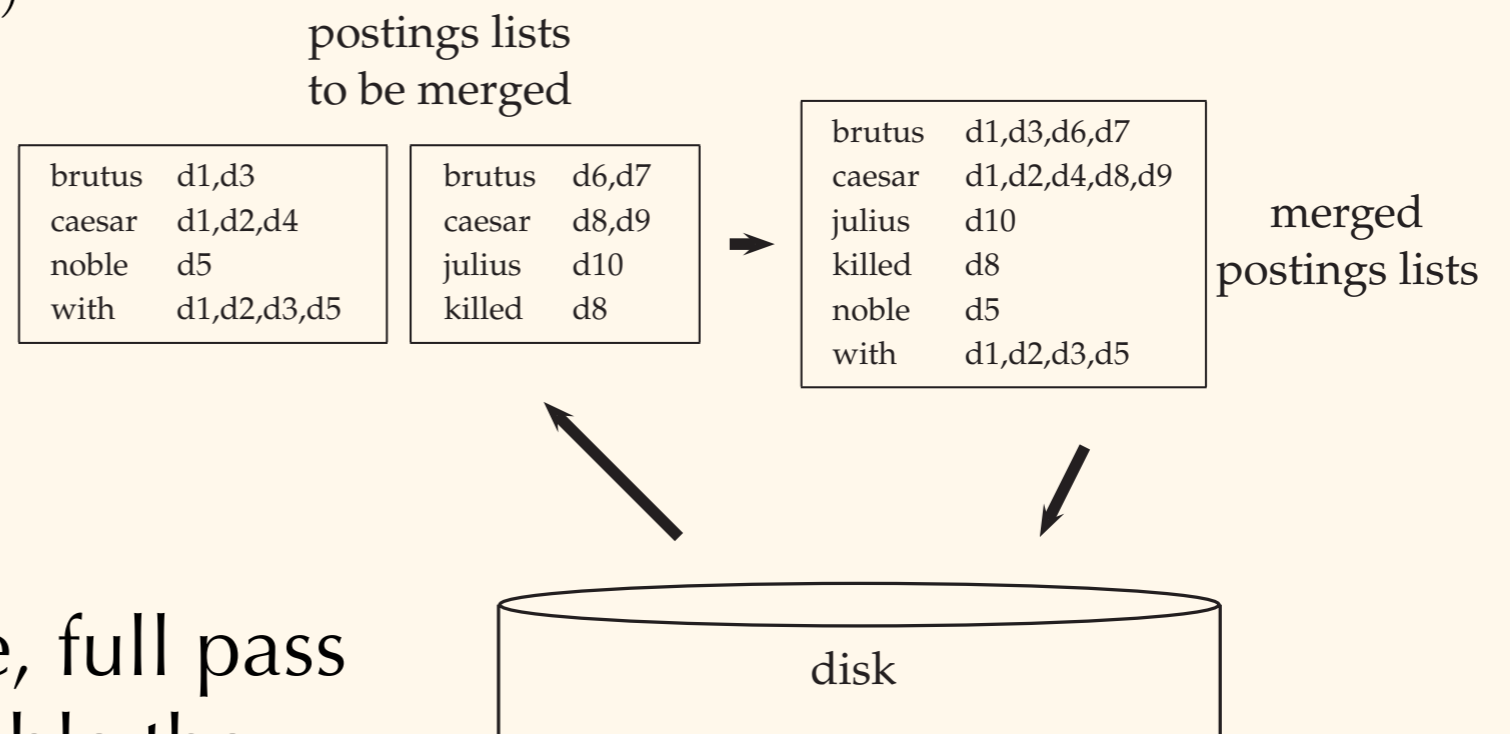 )
postings lists
to be merged
brutus d1,d3
caesar d1,d2,d4
noble d5
with d1,d2,d3,d5
brutus d6,d7
caesar d8,d9
julius d10
killed d8
brutus d1,d3,d6,d7
caesar d1,d2,d4,d8,d9
julius d10
killed d8
noble d5
with d1,d2,d3,d5
merged
postings lists
, full pass
disk